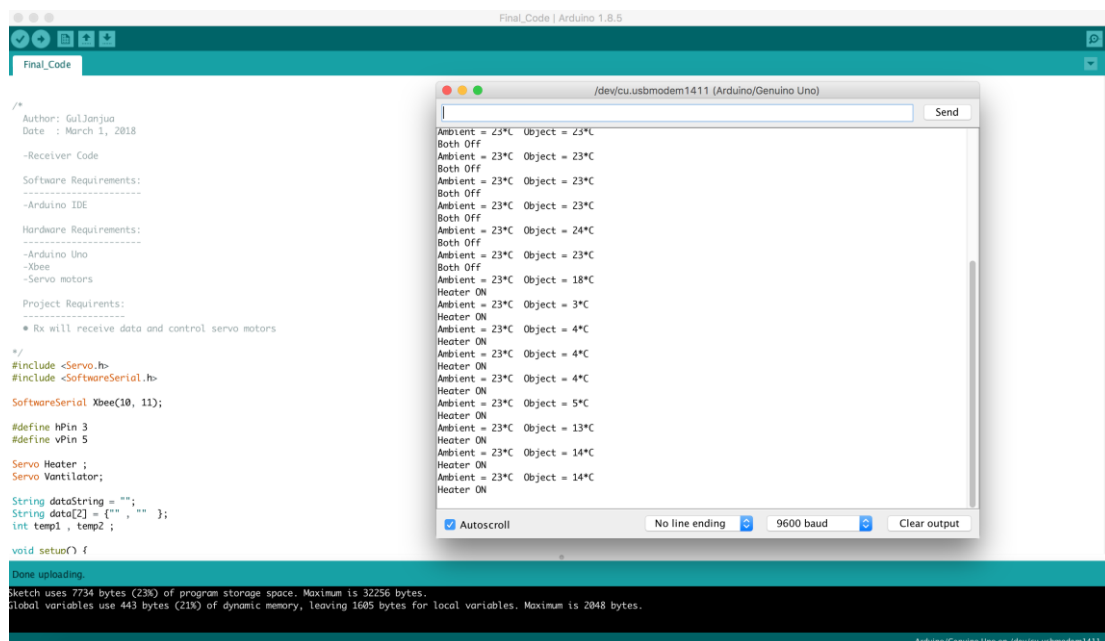 Final_Code | Arduino 1.8.5
Final_Code
/*
Author: GulJanjua
Date : March 1, 2018
-Receiver Code
Software Requirements:
----------------------
-Arduino IDE
Hardware Requirements:
----------------------
-Arduino Uno
-Xbee
-Servo motors
Project Requirents:
-------------------
• Rx will receive data and control servo motors
*/
#include <Servo.h>
#include <SoftwareSerial.h>
SoftwareSerial Xbee(10, 11);
#define hPin 3
#define vPin 5
Servo Heater ;
Servo Vantilator;
String dataString = "";
String data[2] = {"" , "" };
int temp1 , temp2 ;
void setup() {
/dev/cu.usbmodem1411 (Arduino/Genuino Uno)
Send
Ambient = 23*C Object = 23*C
Both Off
Ambient = 23*C Object = 23*C
Both Off
Ambient = 23*C Object = 23*C
Both Off
Ambient = 23*C Object = 23*C
Both Off
Ambient = 23*C Object = 24*C
Both Off
Ambient = 23*C Object = 23*C
Both Off
Ambient = 23*C Object = 18*C
Heater ON
Ambient = 23*C Object = 3*C
Heater ON
Ambient = 23*C Object = 4*C
Heater ON
Ambient = 23*C Object = 4*C
Heater ON
Ambient = 23*C Object = 4*C
Heater ON
Ambient = 23*C Object = 5*C
Heater ON
Ambient = 23*C Object = 13*C
Heater ON
Ambient = 23*C Object = 14*C
Heater ON
Ambient = 23*C Object = 14*C
Heater ON
Autoscroll
No line ending
9600 baud
Clear output
Done uploading.
Sketch uses 7734 bytes (23%) of program storage space. Maximum is 32256 bytes.
Global variables use 443 bytes (21%) of dynamic memory, leaving 1605 bytes for local variables. Maximum is 2048 bytes.
Arduino/Genuino Uno on /dev/cu.usbmodem1411